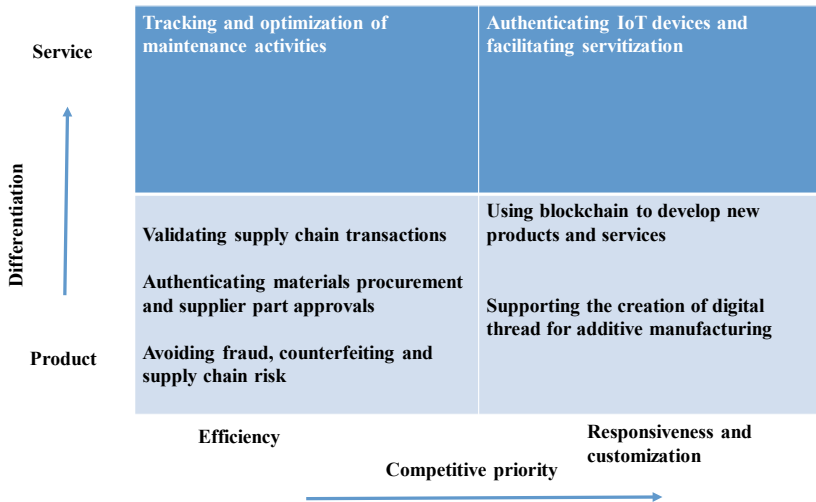 Tracking and optimization of
maintenance activities
Authenticating IoT devices and
facilitating servitization
Service
Differentiation
Using blockchain to develop new
products and services
Validating supply chain transactions
Authenticating materials procurement
and supplier part approvals
Supporting the creation of digital
thread for additive manufacturing
Avoiding fraud, counterfeiting and
supply chain risk
Product
Efficiency
Responsiveness and
customization
Competitive priority